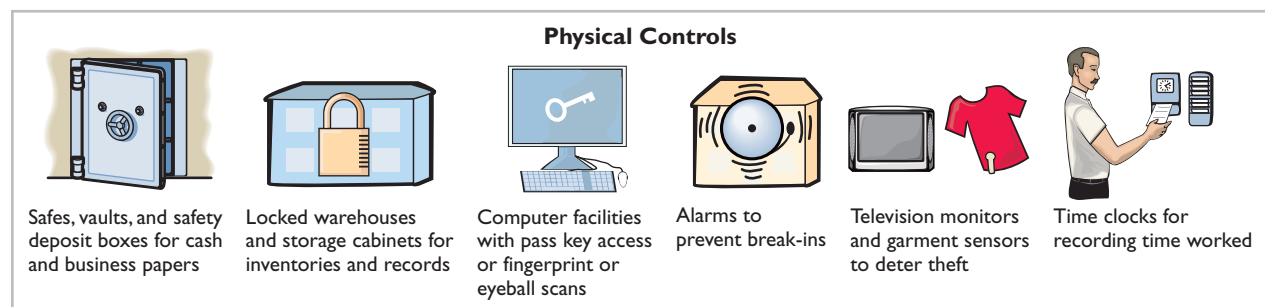 Physical Controls
Safes, vaults, and safety
deposit boxes for cash
and business papers
Locked warehouses
and storage cabinets for
inventories and records
Computer facilities
with pass key access
or fingerprint or
eyeball scans
Alarms to
prevent break-ins
Television monitors
and garment sensors
to deter theft
Time clocks for
recording time worked